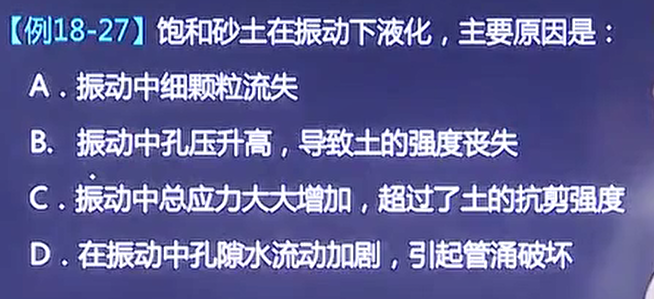 【例18-27】饱和砂土在振动下液化，主要原因是：
A．振动中细颗粒流失
B. 振动中孔压升高，导致土的强度丧失
C．振动中总应力大大增加，超过了土的抗剪强度
D．在振动中孔隙水流动加剧，引起管涌破坏